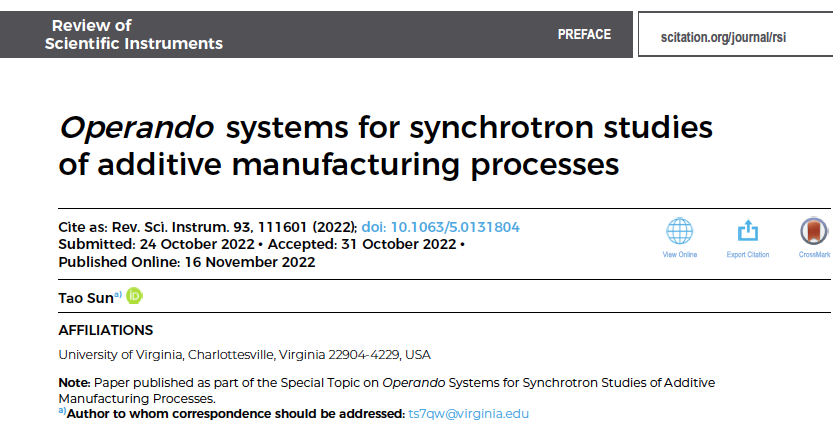 Review of
Scientific Instruments
PREFACE
scitation.org/journal/rsi
Operando systems for synchrotron studies
of additive manufacturing processes
Cite as: Rev. Sci. Instrum. 93, 111601 (2022); doi: 10.1063/5.0131804
Submitted: 24 October 2022 • Accepted: 31 October 2022 •
Published Online: 16 November 2022
View Online
Export Citation
CrossMark
Tao Sun a) iD
AFFILIATIONS
University of Virginia, Charlottesville, Virginia 22904-4229, USA
Note: Paper published as part of the Special Topic on Operando Systems for Synchrotron Studies of Additive
Manufacturing Processes.
a)Author to whom correspondence should be addressed: ts7qw@virginia.edu